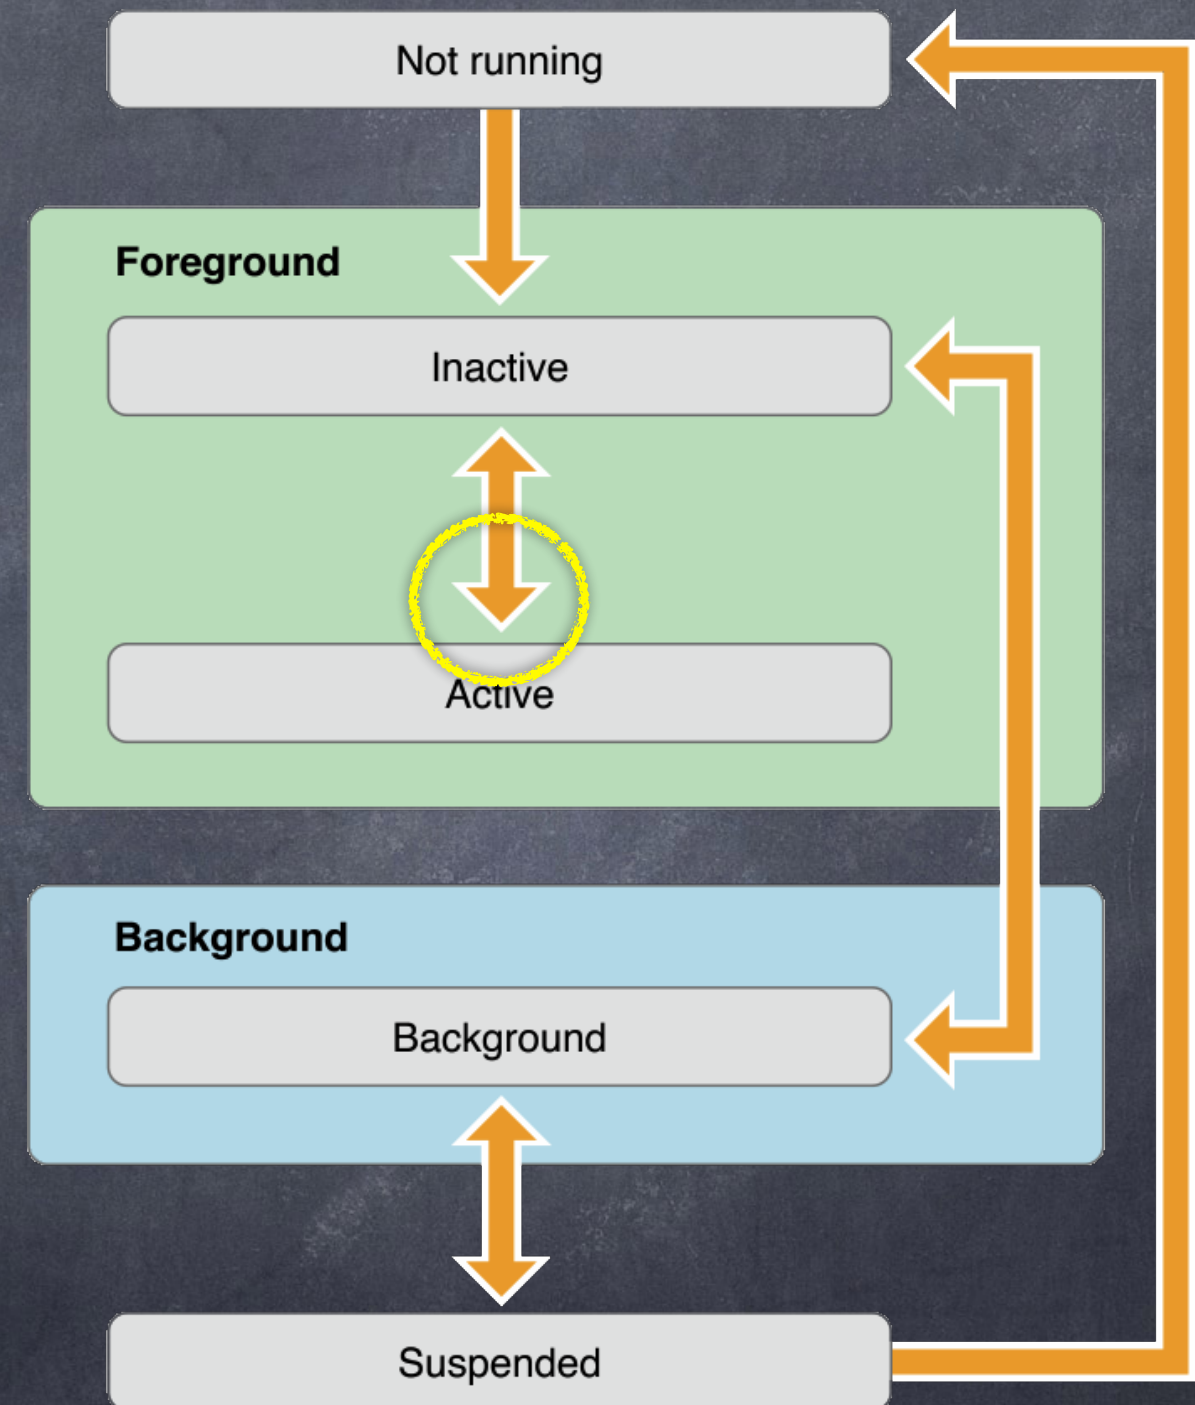 Not running
Foreground
Inactive
Active
Background
Background
Suspended